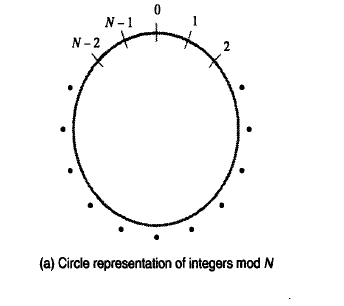 0
N – 1
1
N – 2
2
(a) Circle representation of integers mod N